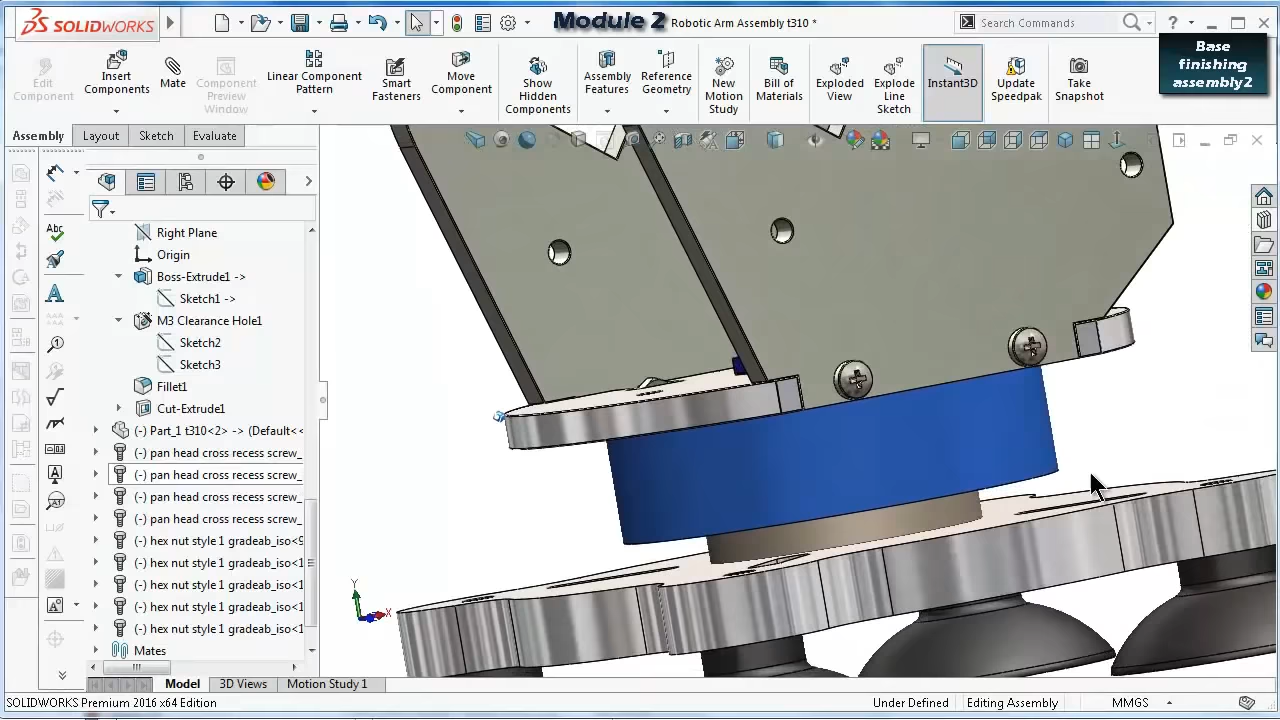 SOLIDWORKS
Module 2
Robotic Arm Assembly t310 *
Search Commands
Base
finishing
assembly2
Edit
Component
Insert
Components
Mate
Component
Preview
Window
Linear Component
Pattern
Smart
Fasteners
Move
Component
Show
Hidden
Components
Assembly
Features
Reference
Geometry
New
Motion
Study
Bill of
Materials
Exploded
View
Explode
Line
Sketch
Instant3D
Update
Speedpak
Take
Snapshot
Assembly
Layout
Sketch
Evaluate
Right Plane
Origin
Boss-Extrude1 ->
Sketch1 ->
M3 Clearance Hole1
Sketch2
Sketch3
Fillet1
Cut-Extrude1
(-) Part_1 t310<2> -> (Default<<
(-) pan head cross recess screw_
(-) pan head cross recess screw_
(-) pan head cross recess screw_
(-) pan head cross recess screw_
(-) hex nut style 1 gradeab_iso<9
(-) hex nut style 1 gradeab_iso<1
(-) hex nut style 1 gradeab_iso<1
(-) hex nut style 1 gradeab_iso<1
(-) hex nut style 1 gradeab_iso<1
Mates
Abc
Y
X
Model
3D Views
Motion Study 1
SOLIDWORKS Premium 2016 x64 Edition
Under Defined
Editing Assembly
MMGS